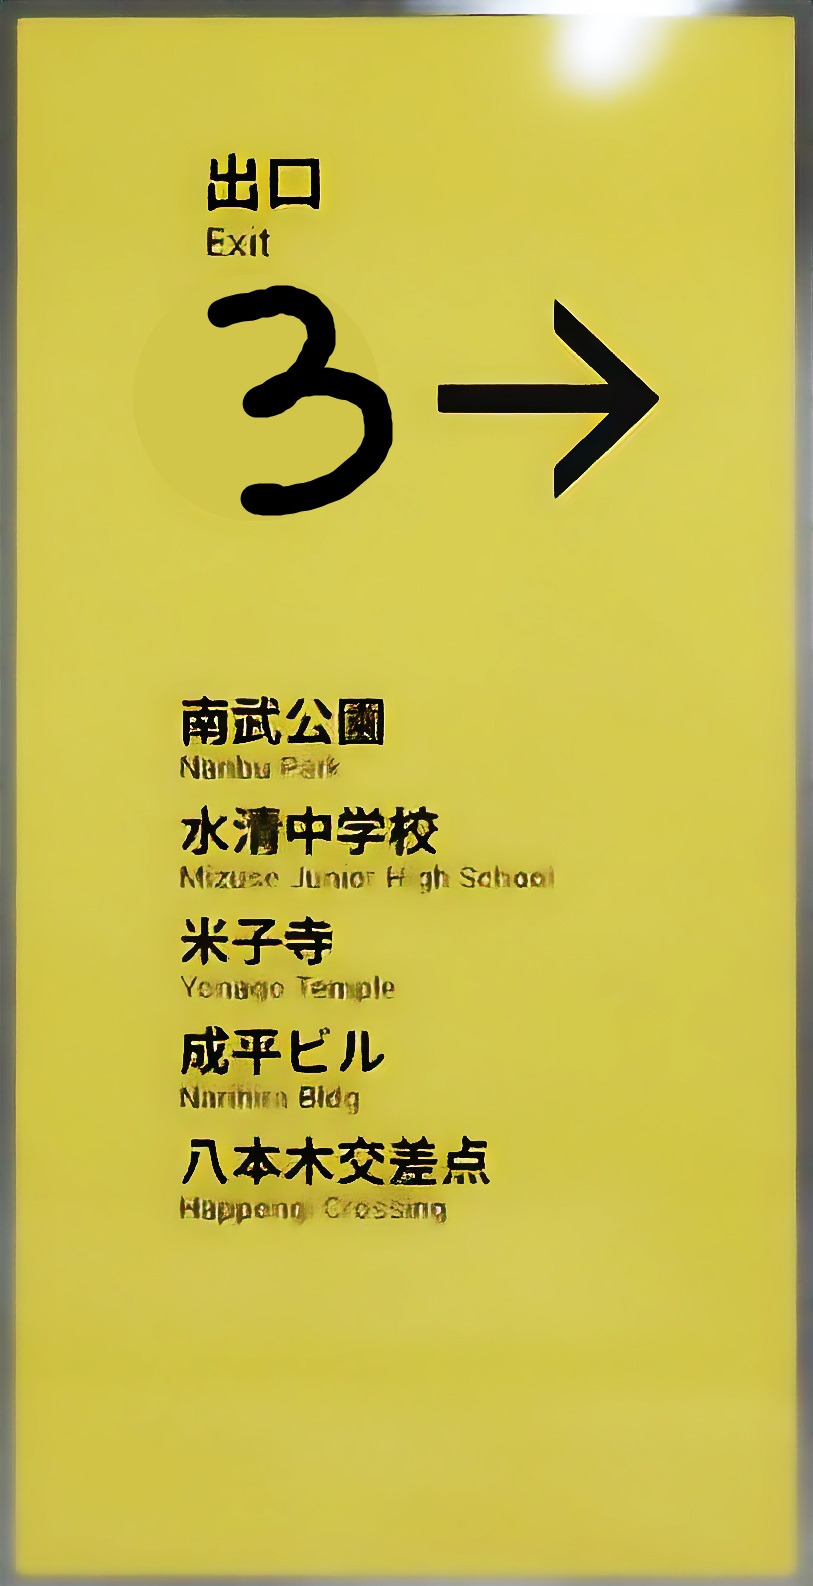 出口
Exit
3
南武公園
Nanbu Park
水清中学校
Mizuse Junior High School
米子寺
Yonago Temple
成平ビル
Narihira Bldg
八本木交差点
Crossing